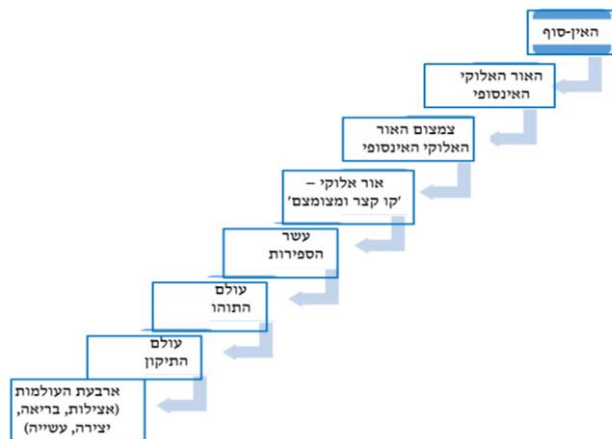 האין-סוף
האור האלוקי
האינסופי
צמצום האור
האלוקי האינסופי
אור אלוקי –
'קו קצר ומצומצם'
עשר
הספירות
עולם
התוהו
עולם
התיקון
ארבעת העולמות
(אצילות, בריאה,
יצירה, עשייה)